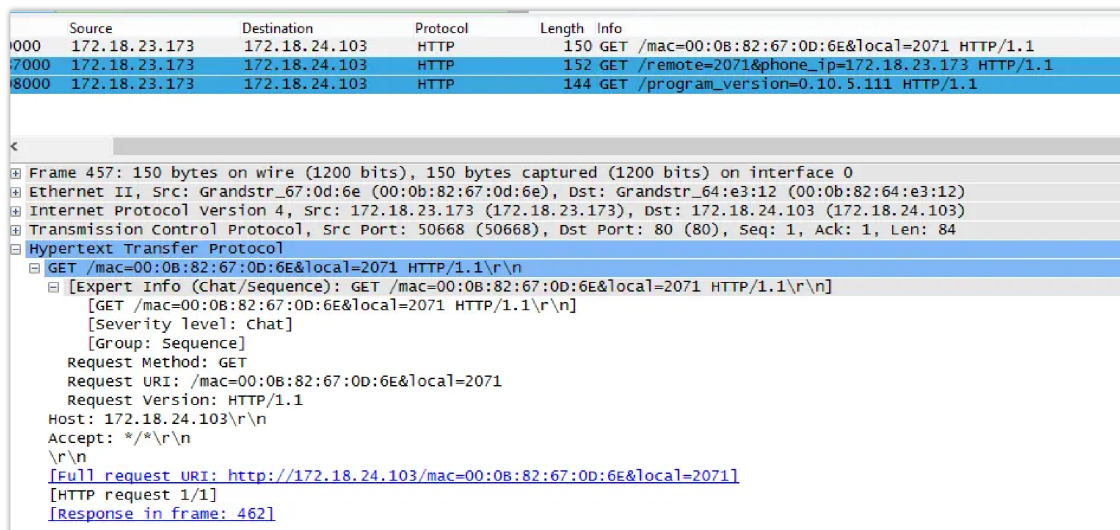 Source Destination Protocol Length Info
0000 172.18.23.173 172.18.24.103 HTTP 150 GET /mac=00:0B:82:67:0D:6E&local=2071 HTTP/1.1
57000 172.18.23.173 172.18.24.103 HTTP 152 GET /remote=2071&phone_ip=172.18.23.173 HTTP/1.1
98000 172.18.23.173 172.18.24.103 HTTP 144 GET /program_version=0.10.5.111 HTTP/1.1
Frame 457: 150 bytes on wire (1200 bits), 150 bytes captured (1200 bits) on interface 0
Ethernet II, Src: Grandstr_67:0d:6e (00:0b:82:67:0d:6e), Dst: Grandstr_64:e3:12 (00:0b:82:64:e3:12)
Internet Protocol Version 4, Src: 172.18.23.173 (172.18.23.173), Dst: 172.18.24.103 (172.18.24.103)
Transmission Control Protocol, Src Port: 50668 (50668), Dst Port: 80 (80), Seq: 1, Ack: 1, Len: 84
Hypertext Transfer Protocol
GET /mac=00:0B:82:67:0D:6E&local=2071 HTTP/1.1\r\n
[Expert Info (Chat/Sequence): GET /mac=00:0B:82:67:0D:6E&local=2071 HTTP/1.1\r\n]
[GET /mac=00:0B:82:67:0D:6E&local=2071 HTTP/1.1\r\n]
[Severity level: Chat]
[Group: Sequence]
Request Method: GET
Request URI: /mac=00:0B:82:67:0D:6E&local=2071
Request Version: HTTP/1.1
Host: 172.18.24.103\r\n
Accept: */*\r\n
\r\n
[Full request URI: http://172.18.24.103/mac=00:0B:82:67:0D:6E&local=2071]
[HTTP request 1/1]
[Response in frame: 462]